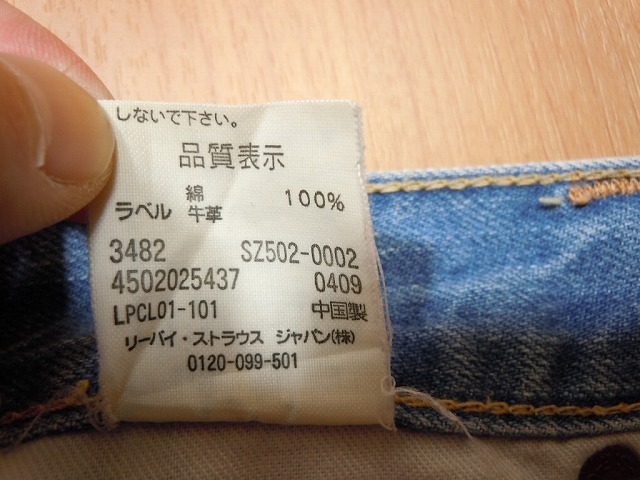 しないで下さい。
品質表示
綿 100%
ラベル 牛革
3482 SZ502-0002
4502025437 0409
LPCL01-101 中国製
リーバイ・ストラウス ジャパン(株)
0120-099-501